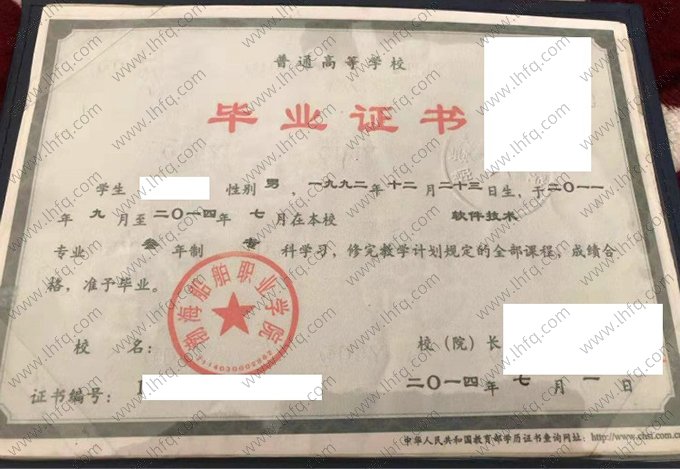 普通高等学校
毕业证书
学生 性别 男 ，一九九二年十二月二十三日生，于二〇一一
年九月至二〇一四年七月在本校 软件技术
专业 叁 年制 专 科学习，修完教学计划规定的全部课程，成绩合
格，准予毕业。
渤海船舶职业学院
2114030002842
校 名：
校（院）长
证书编号：1
二〇一四年七月一日
中华人民共和国教育部学历证书查询网址：http://www.chsi.com.cn
www.lhfq.com